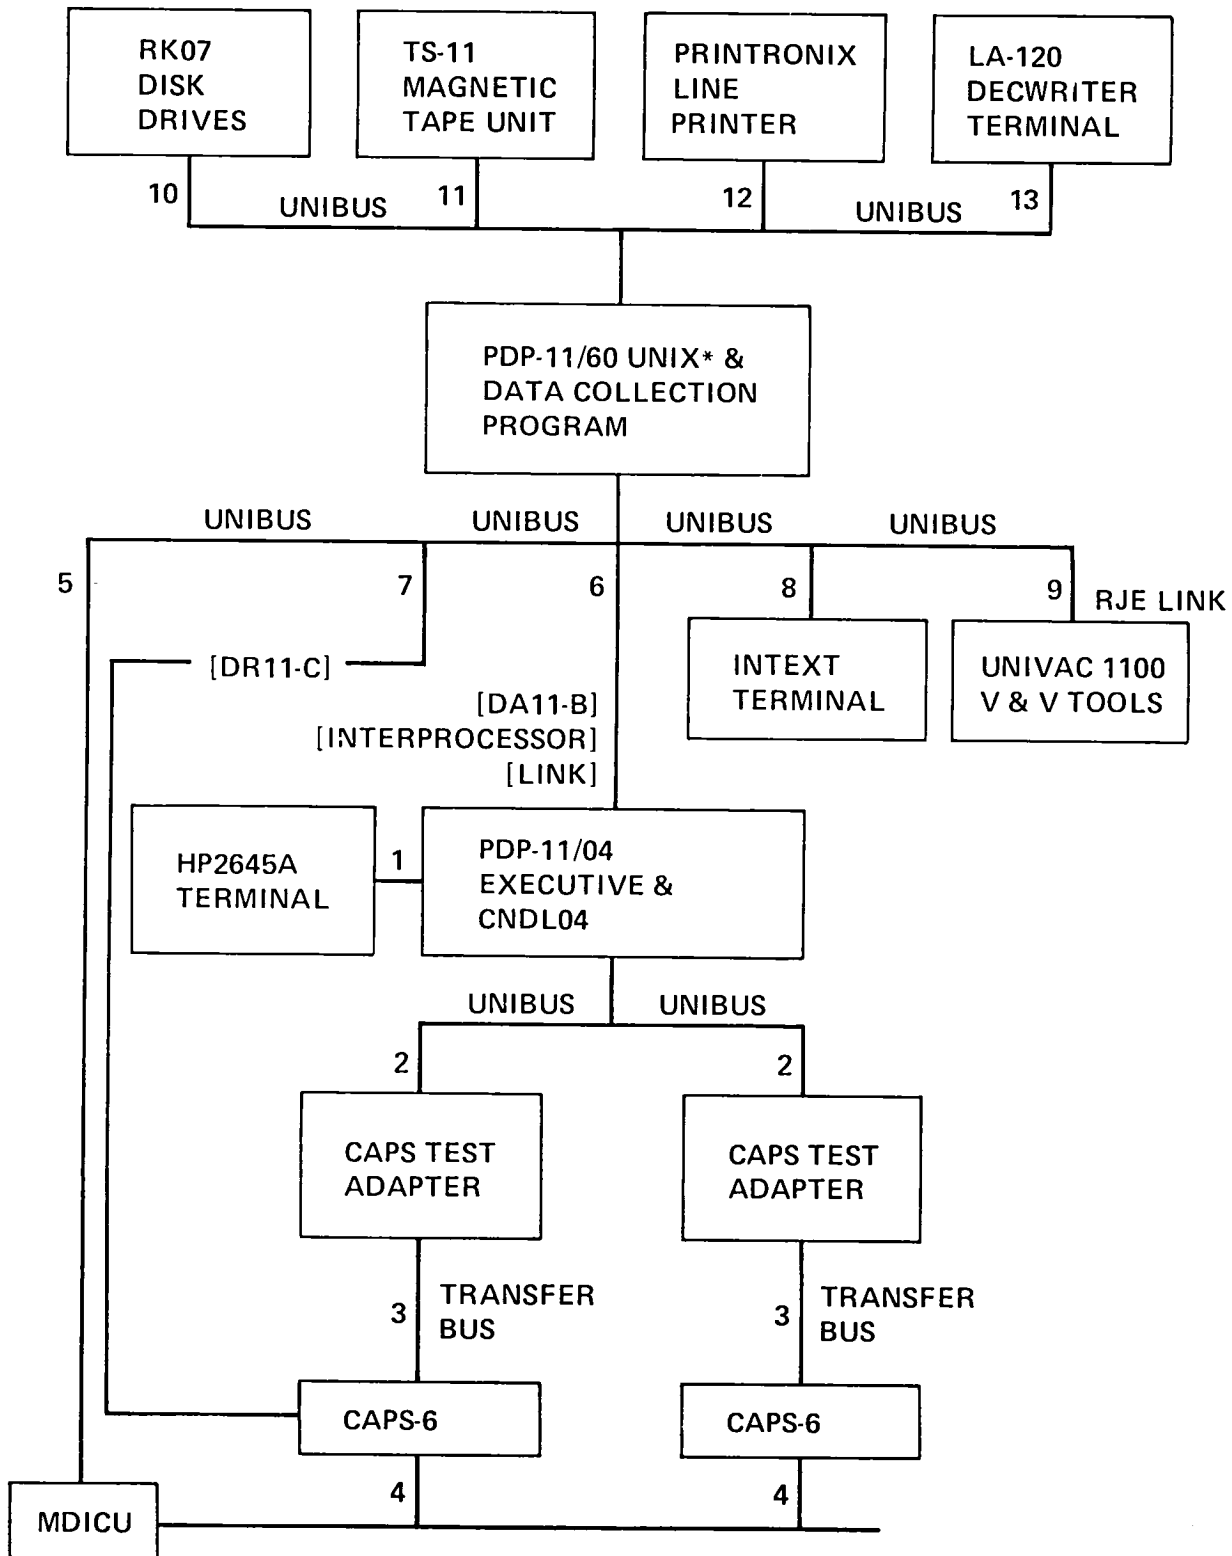 RK07
DISK
DRIVES
TS-11
MAGNETIC
TAPE UNIT
PRINTRONIX
LINE
PRINTER
LA-120
DECWRITER
TERMINAL
10
UNIBUS
11
12
UNIBUS
13
PDP-11/60 UNIX* &
DATA COLLECTION
PROGRAM
UNIBUS
UNIBUS
UNIBUS
UNIBUS
5
7
6
8
9
RJE LINK
[DR11-C]
INTEXT
TERMINAL
UNIVAC 1100
V & V TOOLS
[DA11-B]
[INTERPROCESSOR]
[LINK]
HP2645A
TERMINAL
1
PDP-11/04
EXECUTIVE &
CNDL04
UNIBUS
UNIBUS
2
2
CAPS TEST
ADAPTER
CAPS TEST
ADAPTER
3
TRANSFER
BUS
3
TRANSFER
BUS
CAPS-6
CAPS-6
4
4
MDICU